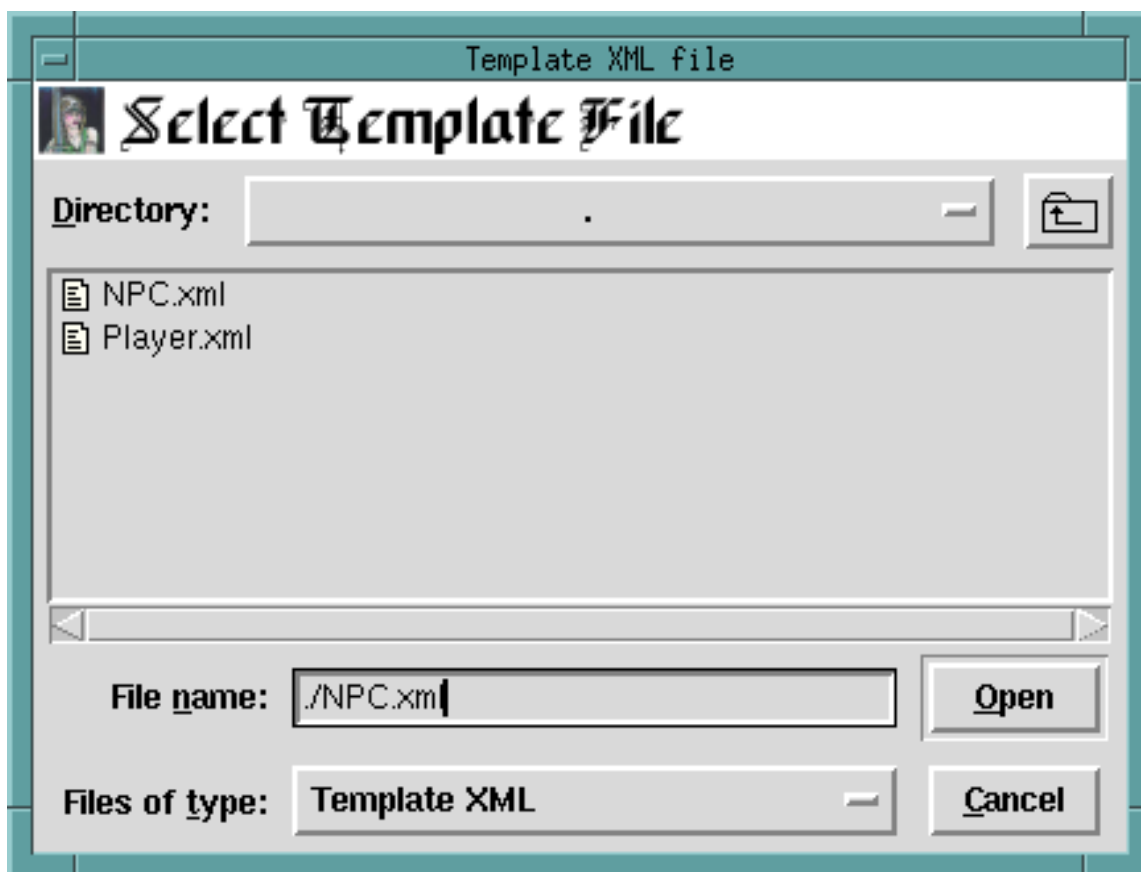 Template XML file
Select Template File
Directory: .
NPC.xml
Player.xml
File name: ./NPC.xml
Open
Files of type: Template XML
Cancel